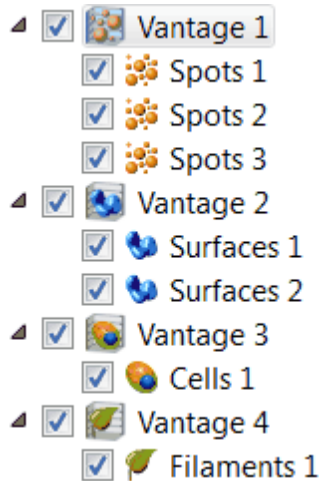 Vantage 1
Spots 1
Spots 2
Spots 3
Vantage 2
Surfaces 1
Surfaces 2
Vantage 3
Cells 1
Vantage 4
Filaments 1